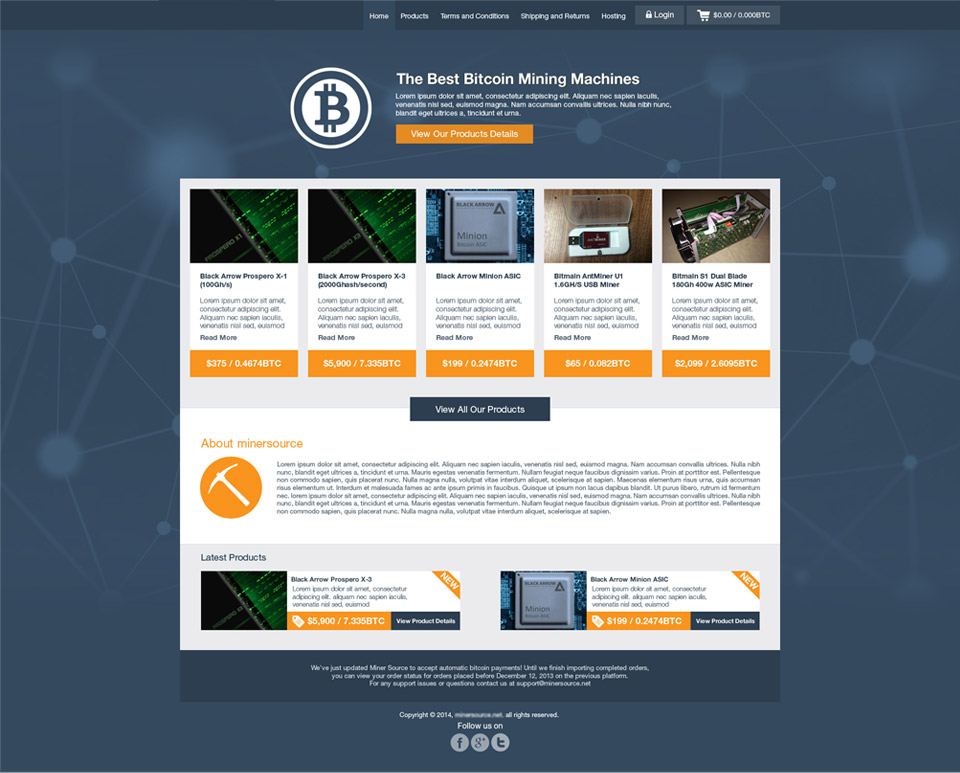 Home Products Terms and Conditions Shipping and Returns Hosting Login $0.00 / 0.000BTC
The Best Bitcoin Mining Machines
Lorem ipsum dolor sit amet, consectetur adipiscing elit. Aliquam nec sapien iaculis,
venenatis nisl sed, euismod magna. Nam accumsan convallis ultrices. Nulla nibh nunc,
blandit eget ultrices a, tincidunt et urna.
View Our Products Details
PROSPERO X1
PROSPERO X3
BLACK ARROW
Minion
Bitcoin ASIC
Black Arrow Prospero X-1
(100Gh/s)
Lorem ipsum dolor sit amet,
consectetur adipiscing elit.
Aliquam nec sapien iaculis,
venenatis nisl sed, euismod
Read More
$375 / 0.4674BTC
Black Arrow Prospero X-3
(2000Ghash/second)
Lorem ipsum dolor sit amet,
consectetur adipiscing elit.
Aliquam nec sapien iaculis,
venenatis nisl sed, euismod
Read More
$5,900 / 7.335BTC
Black Arrow Minion ASIC
Lorem ipsum dolor sit amet,
consectetur adipiscing elit.
Aliquam nec sapien iaculis,
venenatis nisl sed, euismod
Read More
$199 / 0.2474BTC
Bitmain AntMiner U1
1.6GH/S USB Miner
Lorem ipsum dolor sit amet,
consectetur adipiscing elit.
Aliquam nec sapien iaculis,
venenatis nisl sed, euismod
Read More
$65 / 0.082BTC
Bitmain S1 Dual Blade
180Gh 400w ASIC Miner
Lorem ipsum dolor sit amet,
consectetur adipiscing elit.
Aliquam nec sapien iaculis,
venenatis nisl sed, euismod
Read More
$2,099 / 2.6095BTC
View All Our Products
About minersource
Lorem ipsum dolor sit amet, consectetur adipiscing elit. Aliquam nec sapien iaculis, venenatis nisl sed, euismod magna. Nam accumsan convallis ultrices. Nulla nibh
nunc, blandit eget ultrices a, tincidunt et urna. Mauris egestas venenatis fermentum. Nullam feugiat neque faucibus dignissim varius. Proin at porttitor est. Pellentesque
non commodo sapien, quis placerat nunc. Nulla magna nulla, volutpat vitae interdum aliquet, scelerisque at sapien. Maecenas elementum risus urna, quis accumsan
risus elementum ut. Interdum et malesuada fames ac ante ipsum primis in faucibus. Quisque ut ipsum non lacus dapibus blandit. Ut purus libero, rutrum id fermentum
nec. lorem ipsum dolor sit amet, consectetur adipiscing elit. Aliquam nec sapien iaculis, venenatis nisl sed, euismod magna. Nam accumsan convallis ultrices. Nulla nibh
nunc, blandit eget ultrices a, tincidunt et urna. Mauris egestas venenatis fermentum. Nullam feugiat neque faucibus dignissim varius. Proin at porttitor est. Pellentesque
non commodo sapien, quis placerat nunc. Nulla magna nulla, volutpat vitae interdum aliquet, scelerisque at sapien.
Latest Products
Black Arrow Prospero X-3
Lorem ipsum dolor sit amet, consectetur
adipiscing elit. aliquam nec sapien iaculis,
venenatis nisl sed, euismod
NEW
$5,900 / 7.335BTC View Product Details
BLACK ARROW
Minion
Bitcoin ASIC
Black Arrow Minion ASIC
Lorem ipsum dolor sit amet, consectetur
adipiscing elit. aliquam nec sapien iaculis,
venenatis nisl sed, euismod
NEW
$199 / 0.2474BTC View Product Details
We've just updated Miner Source to accept automatic bitcoin payments! Until we finish importing completed orders,
you can view your order status for orders placed before December 12, 2013 on the previous platform.
For any support issues or questions contact us at support@minersource.net
Copyright © 2014, minersource.net. all rights reserved.
Follow us on